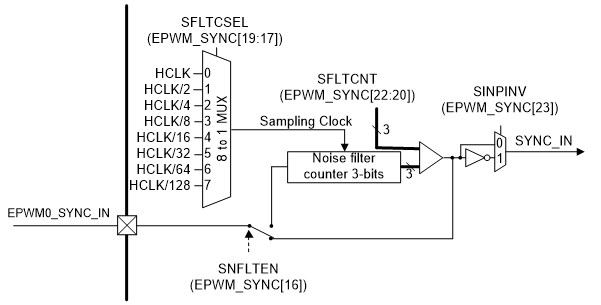 SFLTCSEL
(EPWM_SYNC[19:17])
HCLK 0
HCLK/2 1
HCLK/4 2
HCLK/8 3
HCLK/16 4
HCLK/32 5
HCLK/64 6
HCLK/128 7
8 to 1 MUX
Sampling Clock
SFLTCNT
(EPWM_SYNC[22:20])
3
Noise filter
counter 3-bits
3
SINPINV
(EPWM_SYNC[23])
0
1
SYNC_IN
EPWM0_SYNC_IN
SNFLTEN
(EPWM_SYNC[16])